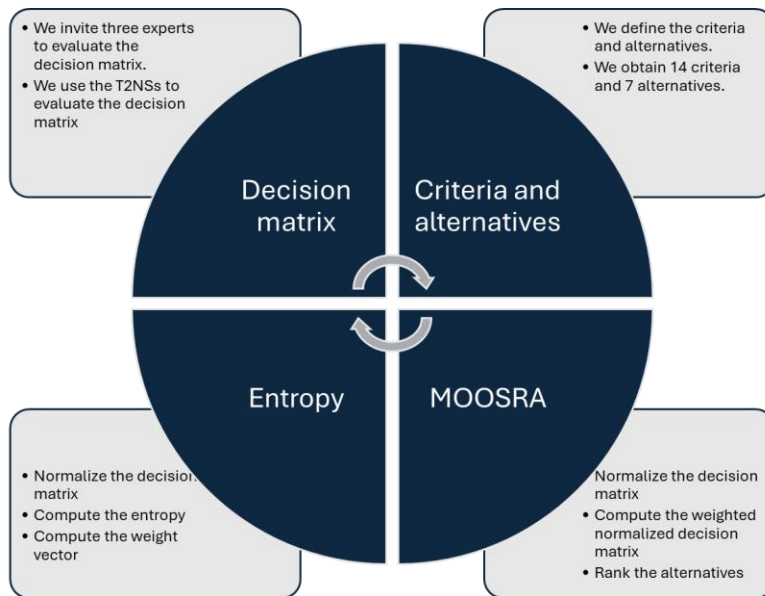 • We invite three experts
to evaluate the
decision matrix.
• We use the T2NSs to
evaluate the decision
matrix
• We define the criteria
and alternatives.
• We obtain 14 criteria
and 7 alternatives.
Decision
matrix
Criteria and
alternatives
Entropy
MOOSRA
• Normalize the decision
matrix
• Compute the entropy
• Compute the weight
vector
Normalize the decision
matrix
• Compute the weighted
normalized decision
matrix
• Rank the alternatives